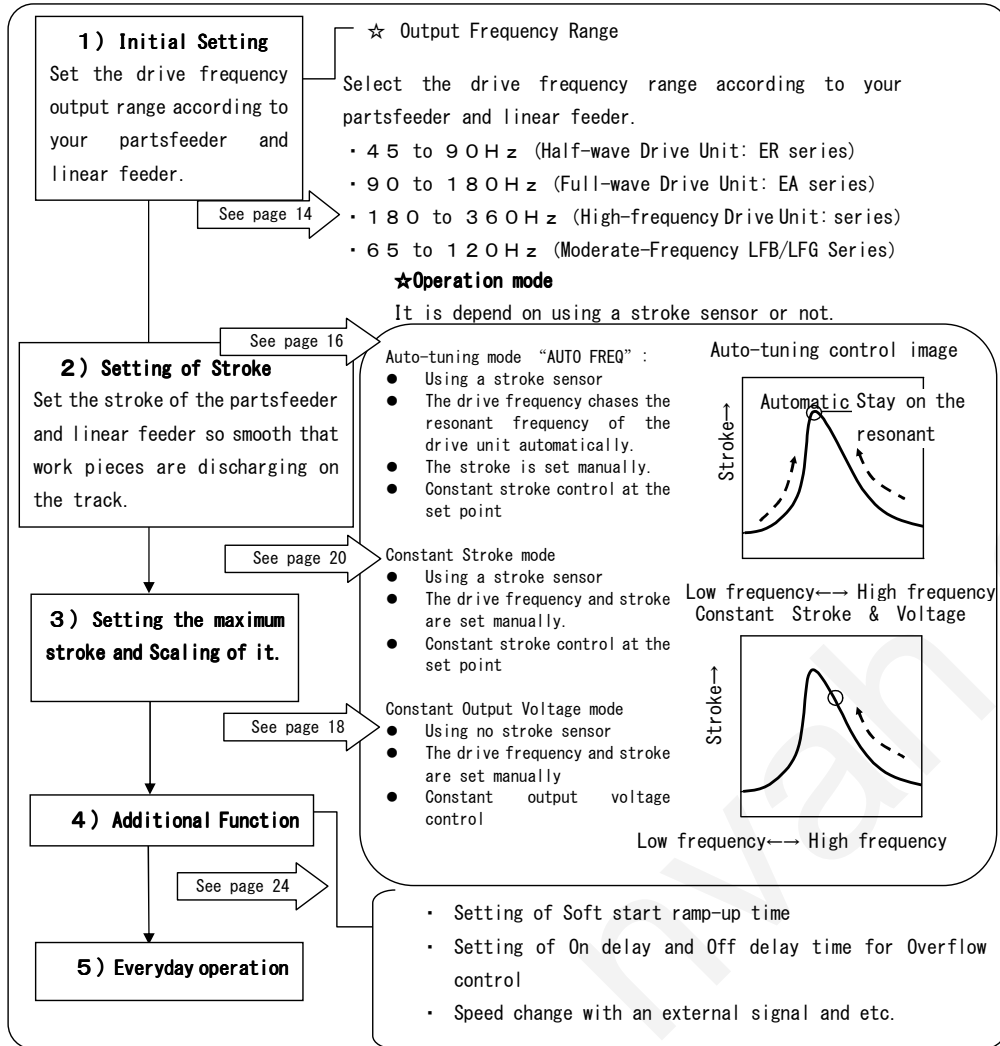 1) Initial Setting
Set the drive frequency
output range according to
your partsfeeder and
linear feeder.
☆ Output Frequency Range
Select the drive frequency range according to your
partsfeeder and linear feeder.
・45 to 90Hz (Half-wave Drive Unit: ER series)
・90 to 180Hz (Full-wave Drive Unit: EA series)
・180 to 360Hz (High-frequency Drive Unit: series)
・65 to 120Hz (Moderate-Frequency LFB/LFG Series)
See page 14
☆Operation mode
It is depend on using a stroke sensor or not.
See page 16
2) Setting of Stroke
Set the stroke of the partsfeeder
and linear feeder so smooth that
work pieces are discharging on
the track.
Auto-tuning mode “AUTO FREQ”:
● Using a stroke sensor
● The drive frequency chases the
resonant frequency of the
drive unit automatically.
● The stroke is set manually.
● Constant stroke control at the
set point
Auto-tuning control image
Automatic Stay on the
resonant
Stroke→
Low frequency←→ High frequency
See page 20
Constant Stroke mode
● Using a stroke sensor
● The drive frequency and stroke
are set manually.
● Constant stroke control at the
set point
Constant Stroke & Voltage
Stroke→
Low frequency←→ High frequency
3) Setting the maximum
stroke and Scaling of it.
See page 18
Constant Output Voltage mode
● Using no stroke sensor
● The drive frequency and stroke
are set manually
● Constant output voltage
control
4) Additional Function
See page 24
・ Setting of Soft start ramp-up time
・ Setting of On delay and Off delay time for Overflow
control
・ Speed change with an external signal and etc.
5) Everyday operation
nvah